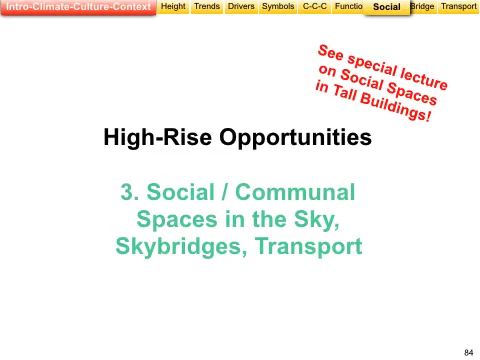 Intro-Climate-Culture-Context Height Trends Drivers Symbols C-C-C Functio Social Bridge Transport
See special lecture
on Social Spaces
in Tall Buildings!
High-Rise Opportunities
3. Social / Communal
Spaces in the Sky,
Skybridges, Transport
84